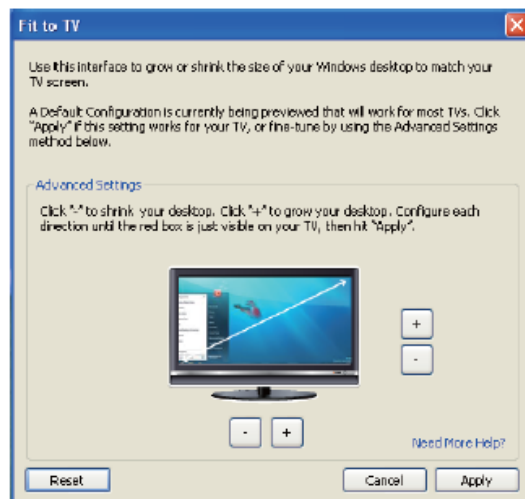 Fit to TV
Use this interface to grow or shrink the size of your Windows desktop to match your
TV screen.
A Default Configuration is currently being previewed that will work for most TVs. Click
"Apply" if this setting works for your TV, or fine-tune by using the Advanced Settings
method below.
Advanced Settings
Click "-" to shrink your desktop. Click "+" to grow your desktop. Configure each
direction until the red box is just visible on your TV, then hit "Apply".
+
-
- +
Need More Help?
Reset Cancel Apply